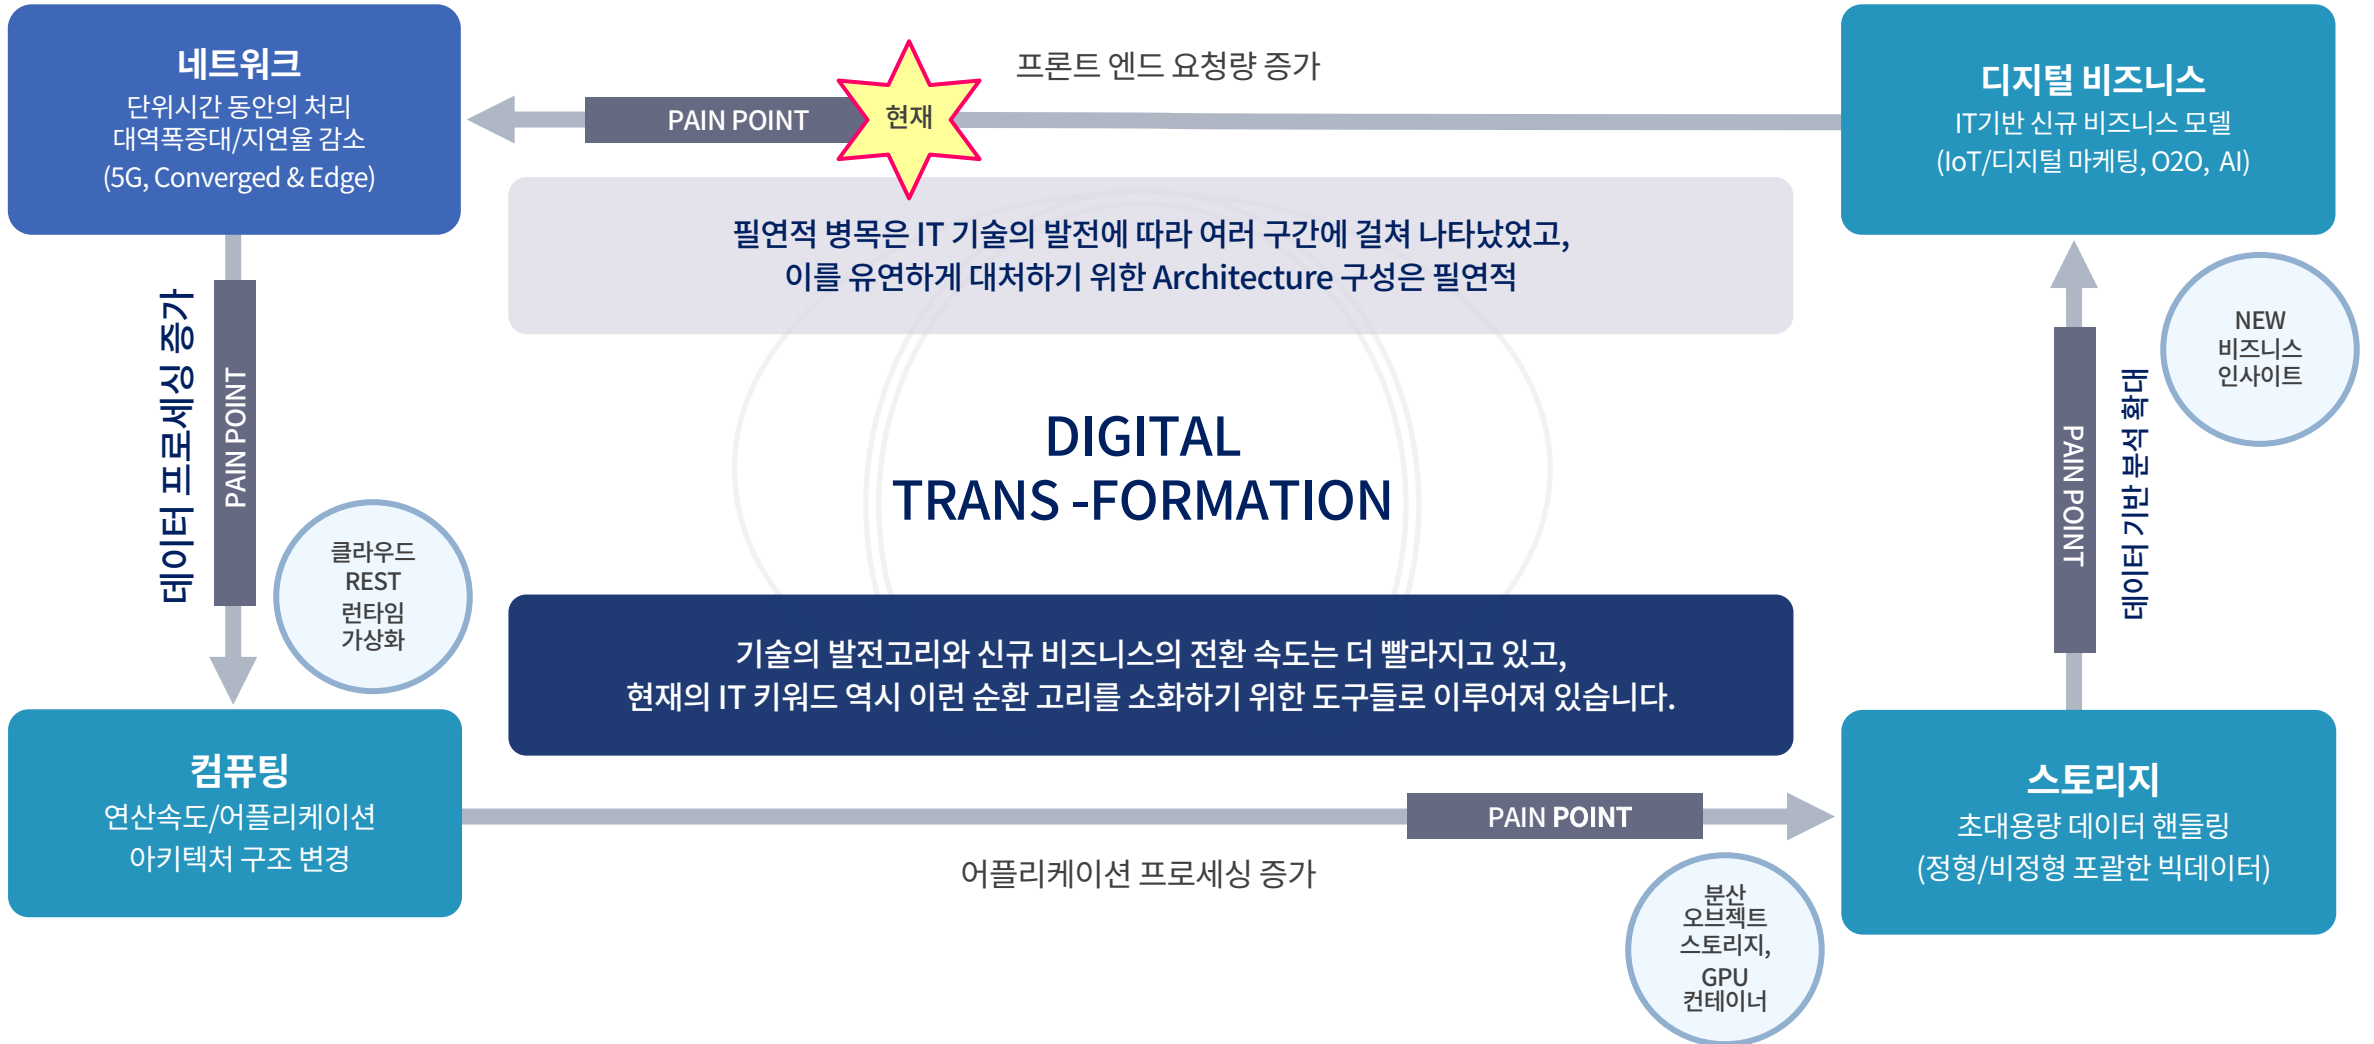 네트워크
단위시간 동안의 처리
대역폭증대/지연율 감소
(5G, Converged & Edge)
PAIN POINT
현재
프론트 엔드 요청량 증가
디지털 비즈니스
IT기반 신규 비즈니스 모델
(IoT/디지털 마케팅, O2O, AI)
필연적 병목은 IT 기술의 발전에 따라 여러 구간에 걸쳐 나타났었고,
이를 유연하게 대처하기 위한 Architecture 구성은 필연적
데이터 프로세싱 증가
PAIN POINT
클라우드
REST
런타임
가상화
DIGITAL
TRANS -FORMATION
PAIN POINT
데이터 기반 분석 확대
NEW
비즈니스
인사이트
기술의 발전고리와 신규 비즈니스의 전환 속도는 더 빨라지고 있고,
현재의 IT 키워드 역시 이런 순환 고리를 소화하기 위한 도구들로 이루어져 있습니다.
컴퓨팅
연산속도/어플리케이션
아키텍처 구조 변경
PAIN POINT
어플리케이션 프로세싱 증가
스토리지
초대용량 데이터 핸들링
(정형/비정형 포괄한 빅데이터)
분산
오브젝트
스토리지,
GPU
컨테이너